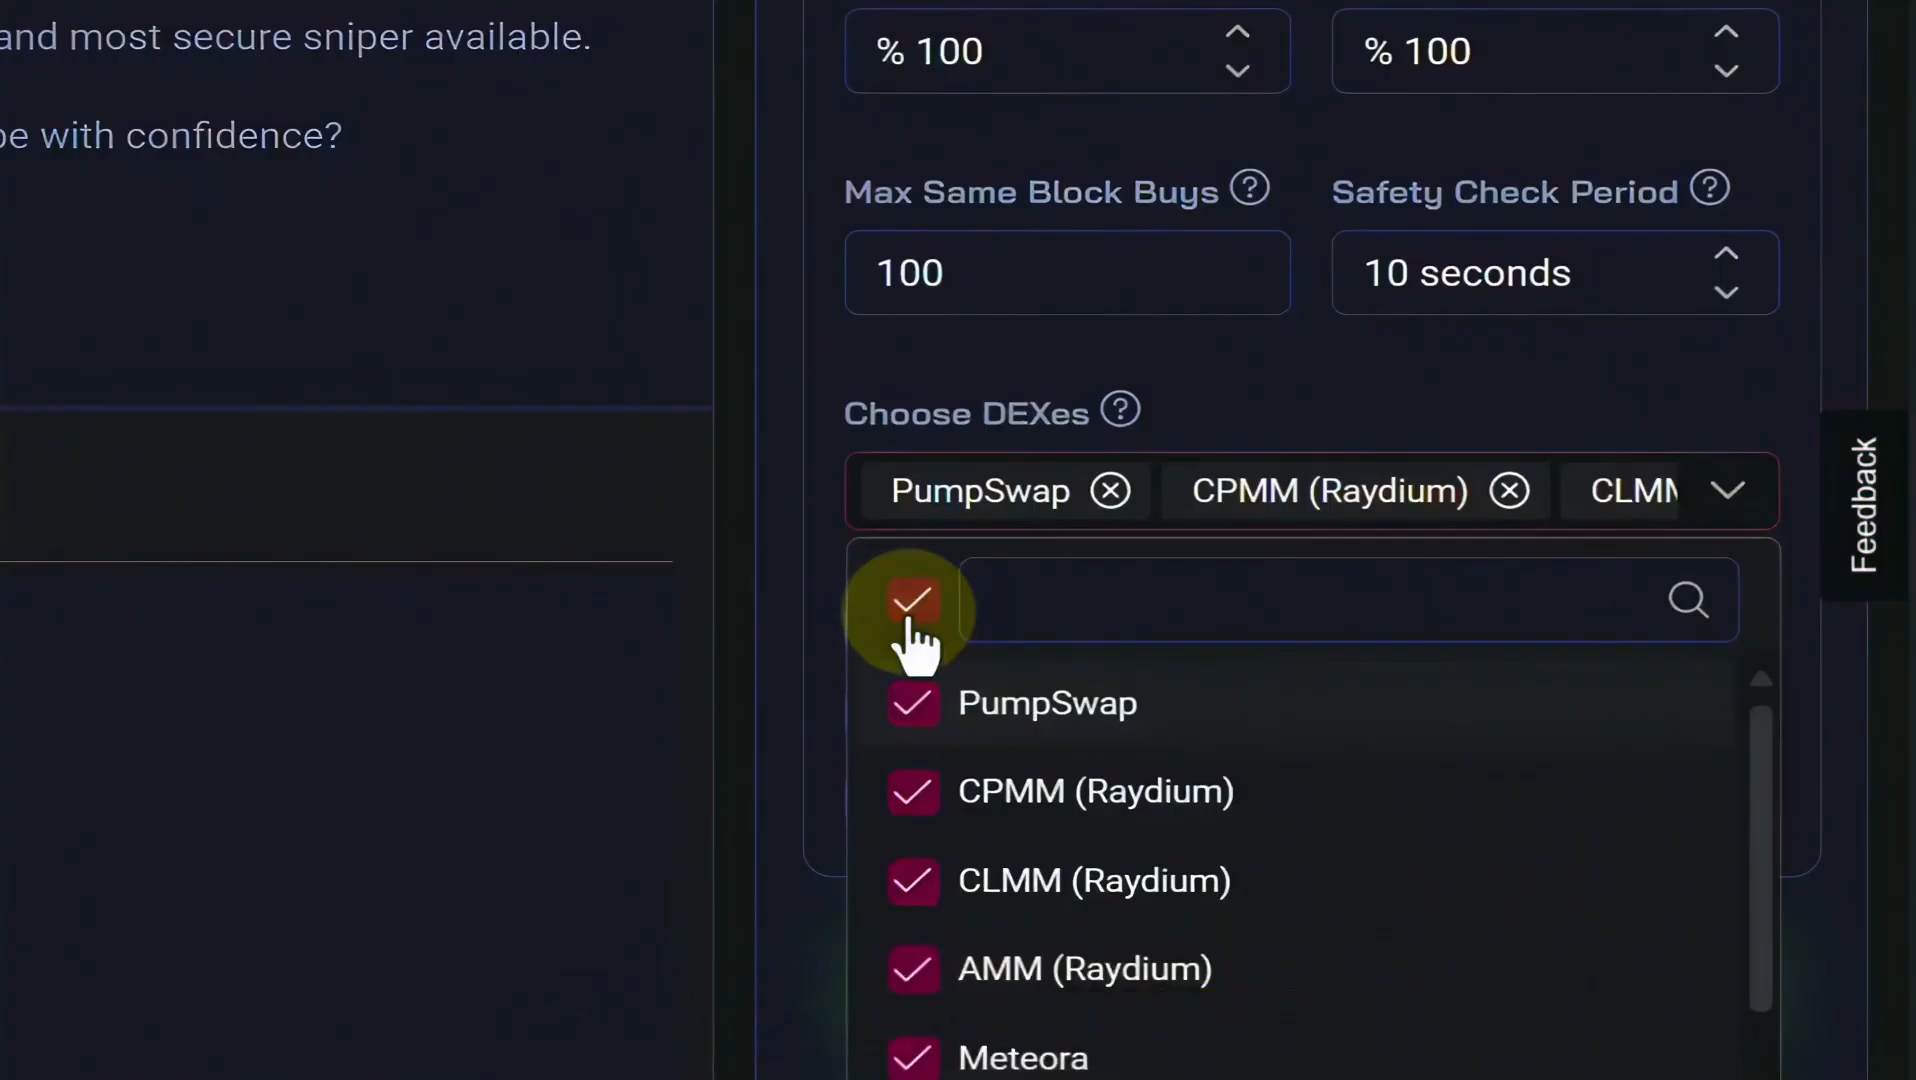 and most secure sniper available.
with confidence?
% 100
% 100
Max Same Block Buys
Safety Check Period
100
10 seconds
Choose DEXes
PumpSwap
CPMM (Raydium)
PumpSwap
CPMM (Raydium)
CLMM (Raydium)
AMM (Raydium)
Meteora
Feedback